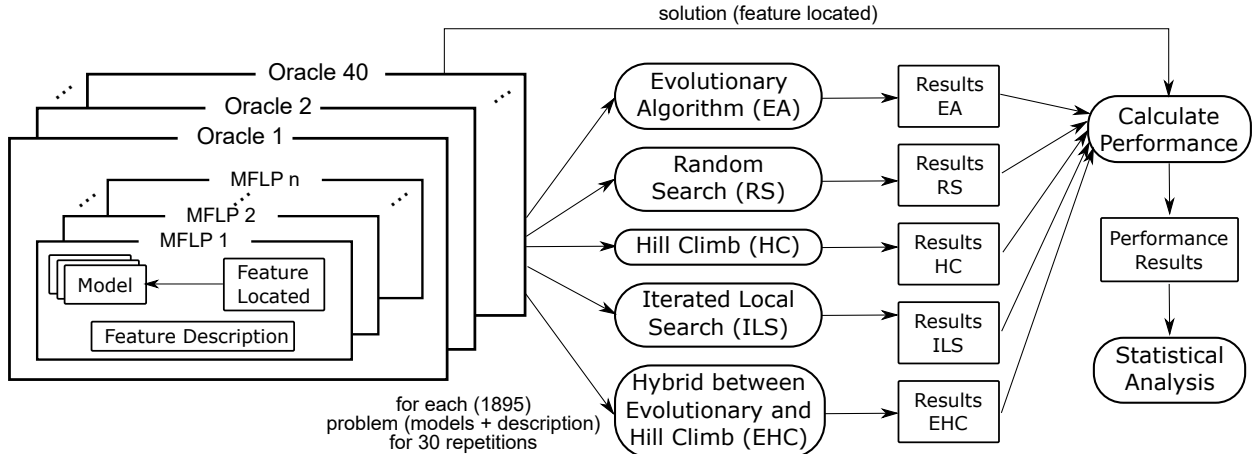 solution (feature located)
Oracle 40
Oracle 2
Oracle 1
MFLP n
MFLP 2
MFLP 1
Model
Feature
Located
Feature Description
for each (1895)
problem (models + description)
for 30 repetitions
Evolutionary
Algorithm (EA)
Random
Search (RS)
Hill Climb (HC)
Iterated Local
Search (ILS)
Hybrid between
Evolutionary and
Hill Climb (EHC)
Results
EA
Results
RS
Results
HC
Results
ILS
Results
EHC
Calculate
Performance
Performance
Results
Statistical
Analysis